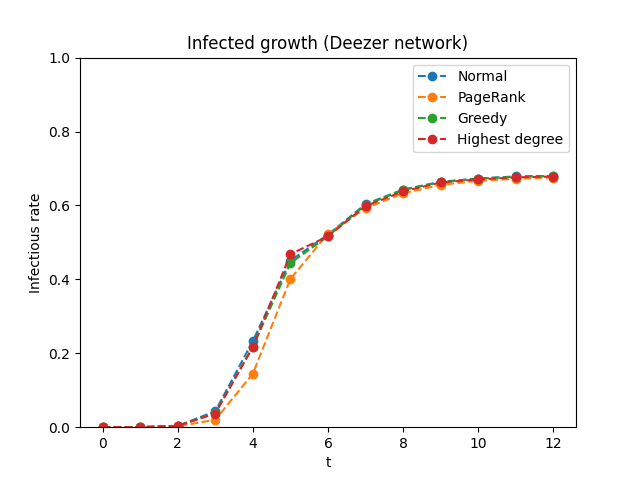 Infected growth (Deezer network)
Infectious rate
1.0
0.8
0.6
0.4
0.2
0.0
0 2 4 6 8 10 12
t
Normal
PageRank
Greedy
Highest degree